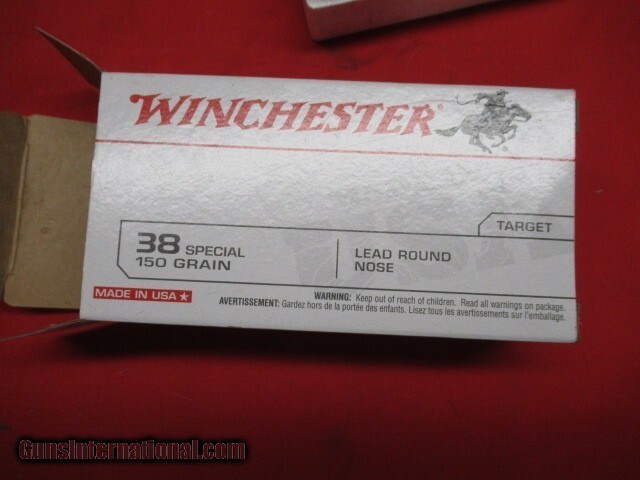 WINCHESTER®
TARGET
38 SPECIAL
150 GRAIN
LEAD ROUND
NOSE
MADE IN USA★
WARNING: Keep out of reach of children. Read all warnings on package.
AVERTISSEMENT: Gardez hors de la portée des enfants. Lisez tous les avertissements sur l'emballage.
GunsInternational.com